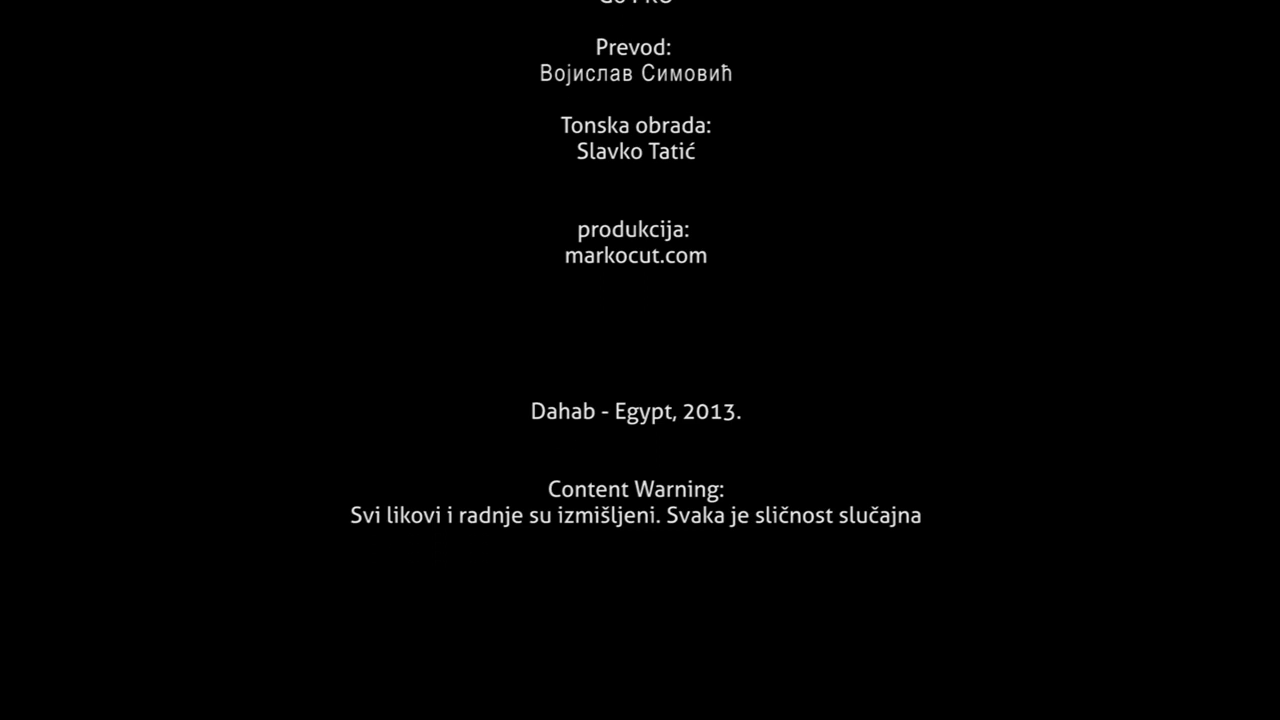 Prevod:
Војислав Симовић
Tonska obrada:
Slavko Tatić
produkcija:
markocut.com
Dahab - Egypt, 2013.
Content Warning:
Svi likovi i radnje su izmišljeni. Svaka je sličnost slučajna